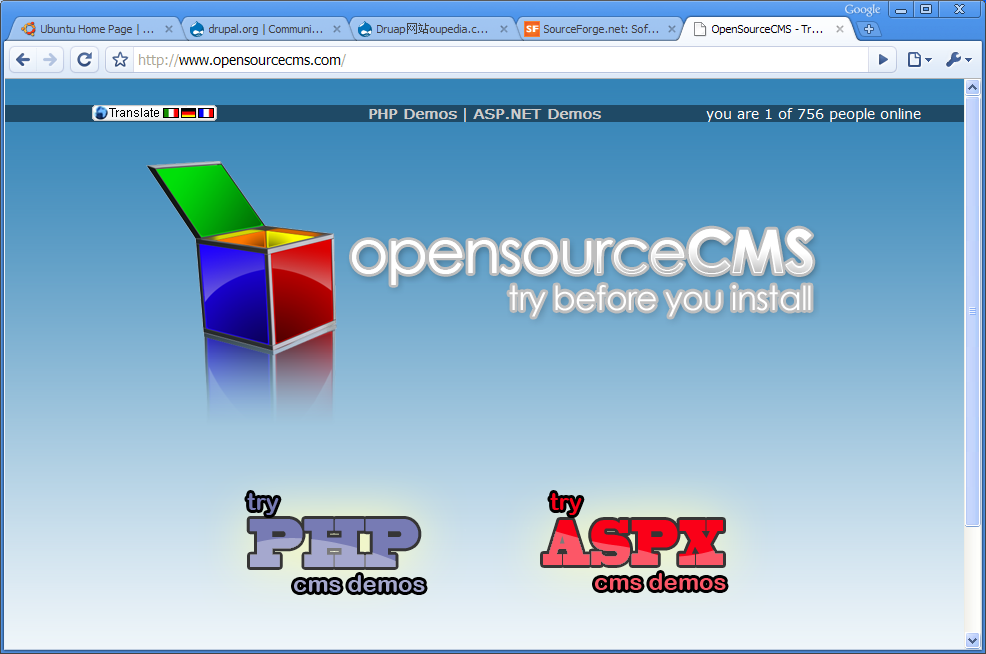 Google
Ubuntu Home Page | ...
drupal.org | Communi...
Druap网站oupedia.c...
SF
SourceForge.net: Sof...
OpenSourceCMS - Tr...
http://www.opensourcecms.com/
Translate
PHP Demos | ASP.NET Demos
you are 1 of 756 people online
opensourceCMS
try before you install
try
PHP
cms demos
try
ASPX
cms demos